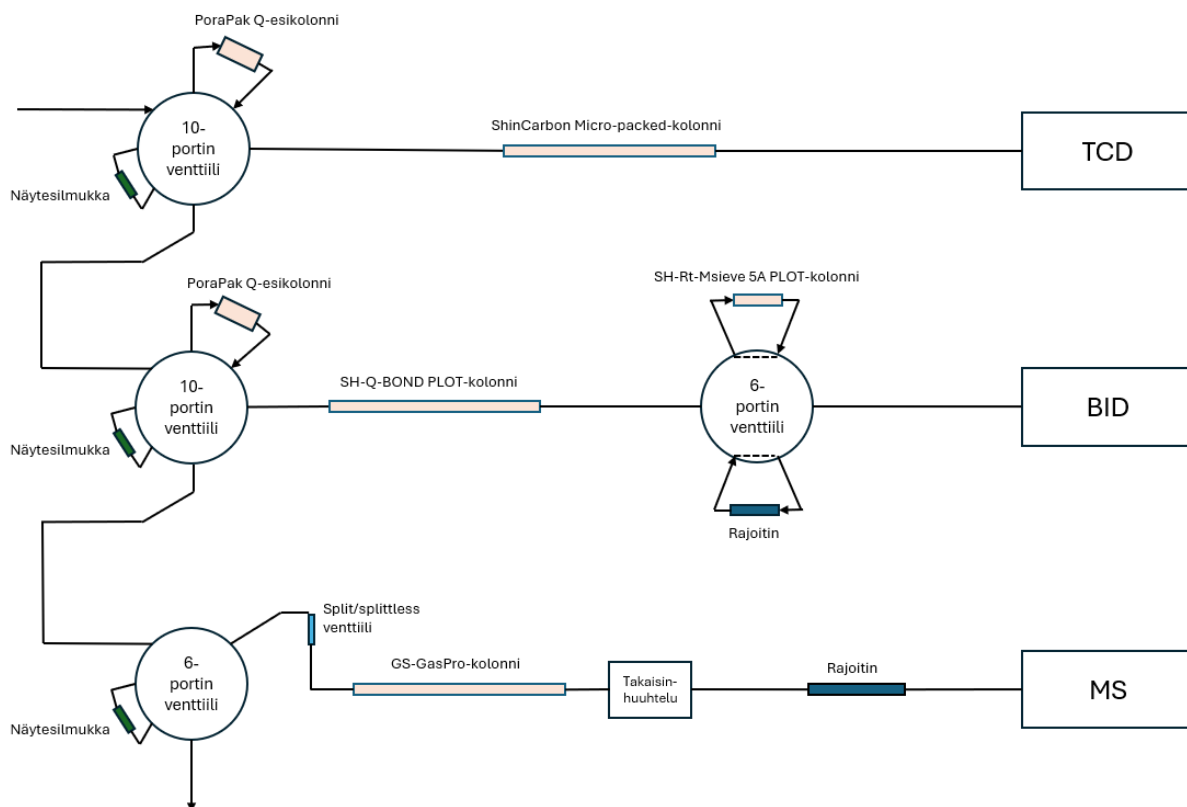 PoraPak Q-esikolonni
10-
portin
venttiili
Näytesilmukka
ShinCarbon Micro-packed-kolonni
TCD
PoraPak Q-esikolonni
10-
portin
venttiili
Näytesilmukka
SH-Q-BOND PLOT-kolonni
SH-Rt-Msieve 5A PLOT-kolonni
6-
portin
venttiili
Rajoitin
BID
6-
portin
venttiili
Näytesilmukka
Split/splittless
venttiili
GS-GasPro-kolonni
Takaisin-
huuhtelu
Rajoitin
MS